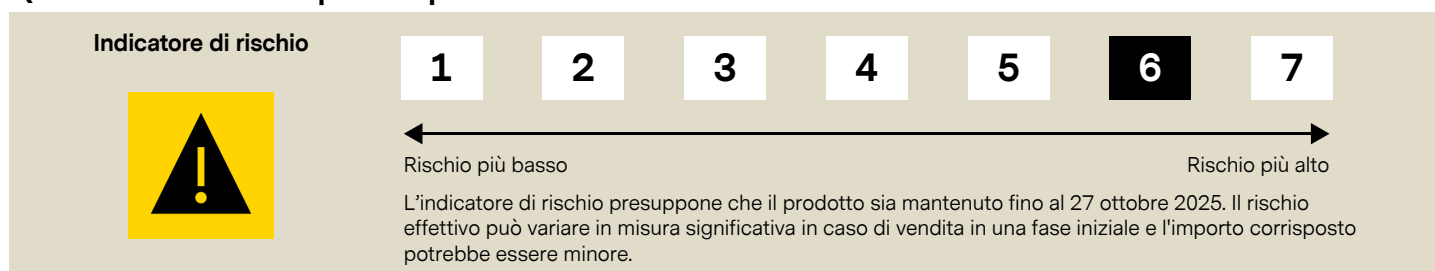 Indicatore di rischio
1 2 3 4 5 6 7
Rischio più basso Rischio più alto
L'indicatore di rischio presuppone che il prodotto sia mantenuto fino al 27 ottobre 2025. Il rischio
effettivo può variare in misura significativa in caso di vendita in una fase iniziale e l'importo corrisposto
potrebbe essere minore.